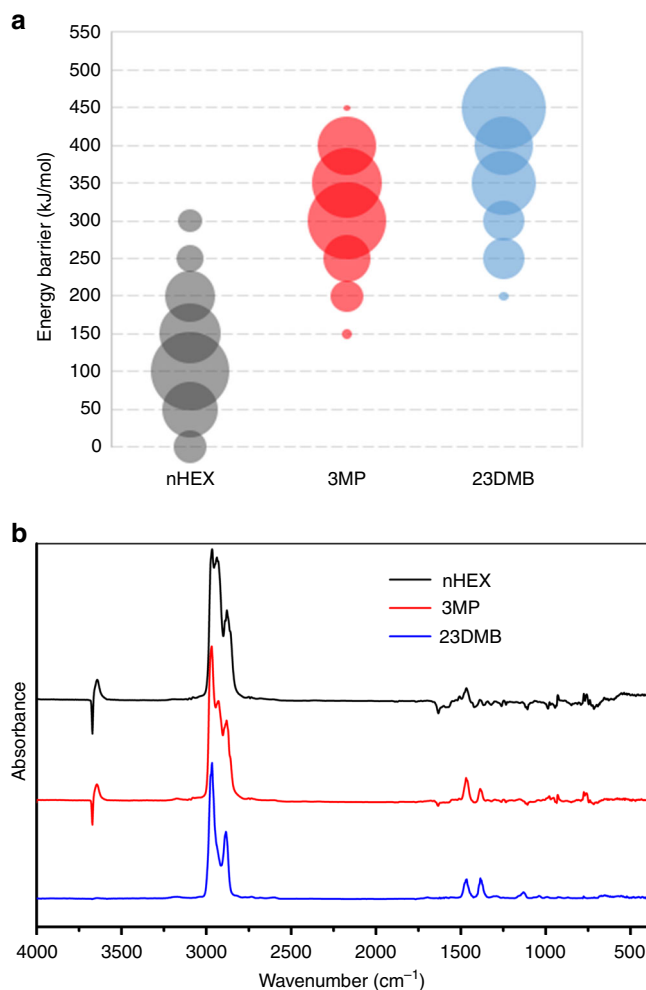 a
550
500
450
400
350
300
250
200
150
100
50
0
Energy barrier (kJ/mol)
nHEX 3MP 23DMB
b
nHEX
3MP
23DMB
Absorbance
4000 3500 3000 2500 2000 1500 1000 500
Wavenumber (cm⁻¹)